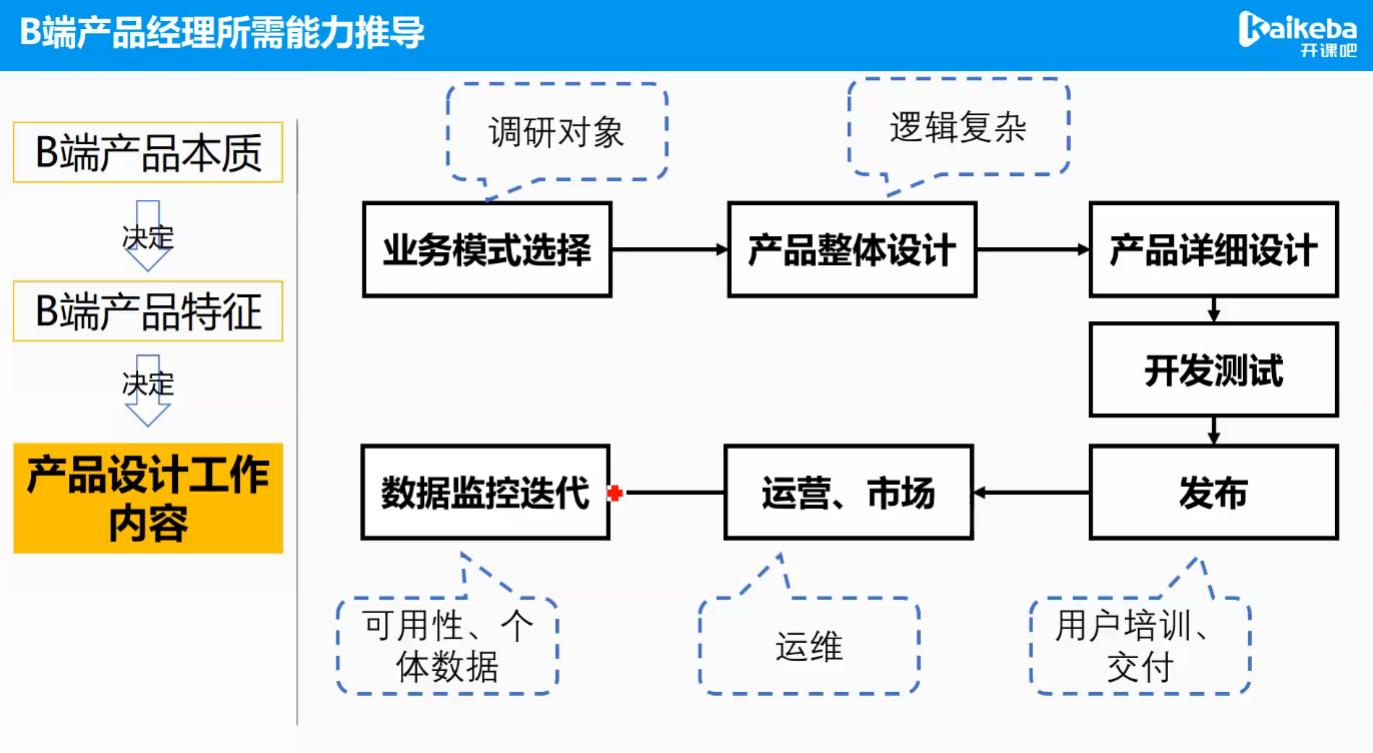 B端产品经理所需能力推导
kaikeba
开课吧
B端产品本质
决定
B端产品特征
决定
产品设计工作
内容
调研对象
逻辑复杂
业务模式选择
产品整体设计
产品详细设计
开发测试
数据监控迭代
运营、市场
发布
可用性、个
体数据
运维
用户培训、
交付